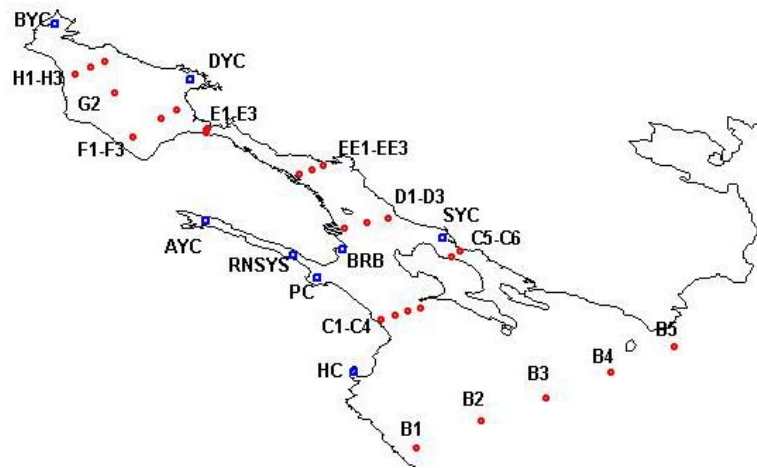 BYC
DYC
H1-H3
G2
E1-E3
F1-F3
EE1-EE3
D1-D3
SYC
C5-C6
AYC
RNSYS
BRB
PC
C1-C4
B5
B4
HC
B3
B2
B1